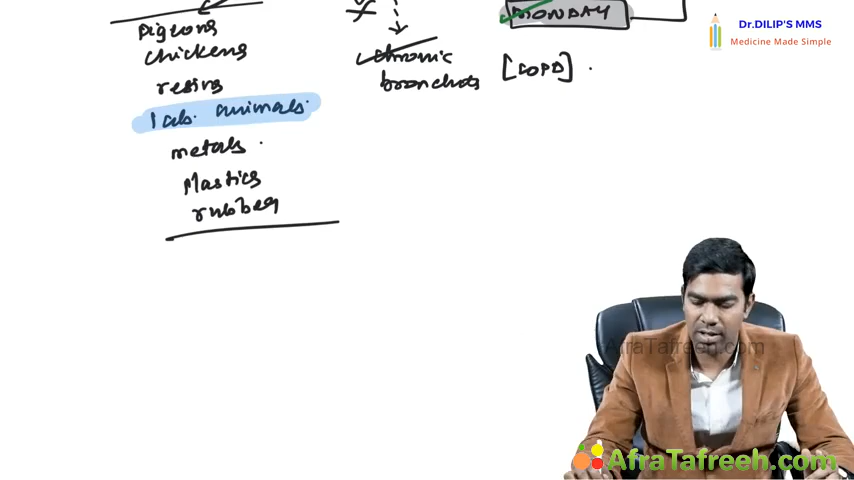 MONDAY
Dr.DILIP'S MMS
Medicine Made Simple
pigeons
chickens
resins
lab. animals.
metals.
plastics
rubber
chronic
bronchots [COPD].
AfraTafreeh.com
AfraTafreeh.com